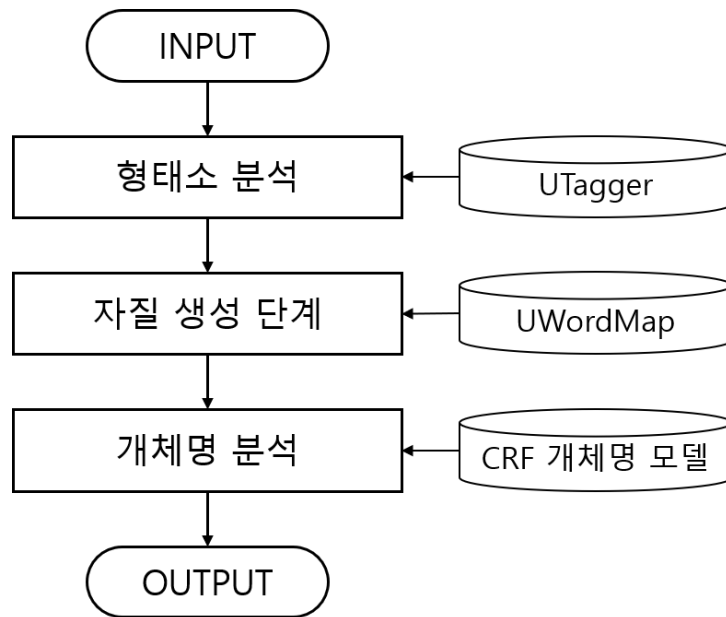 INPUT
형태소 분석
UTagger
자질 생성 단계
UWordMap
개체명 분석
CRF 개체명 모델
OUTPUT